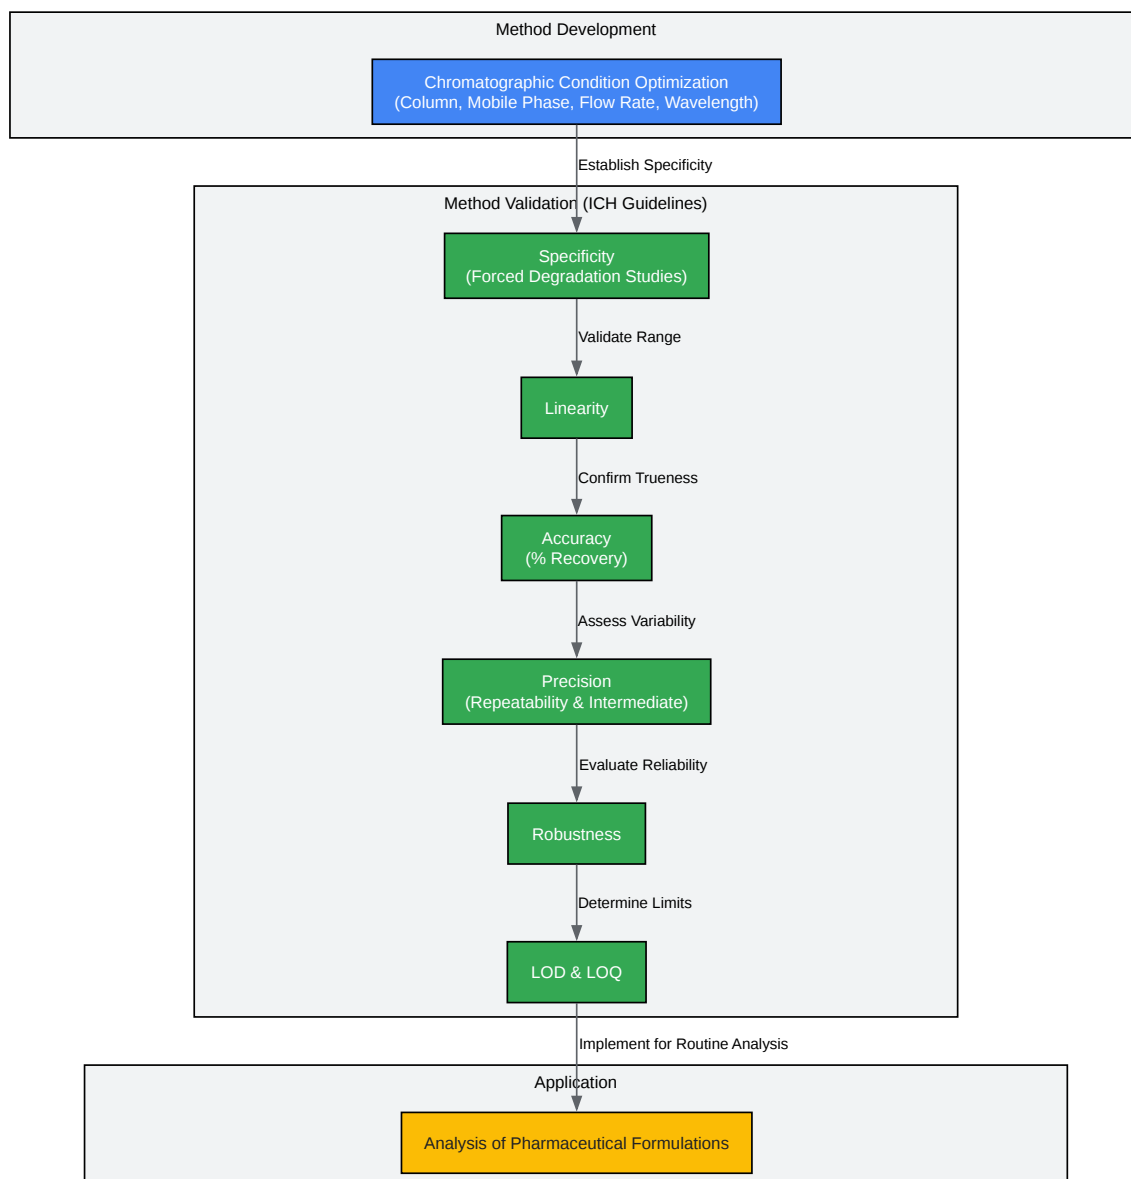 Method Development
Chromatographic Condition Optimization
(Column, Mobile Phase, Flow Rate, Wavelength)
Establish Specificity
Method Validation (ICH Guidelines)
Specificity
(Forced Degradation Studies)
Validate Range
Linearity
Confirm Trueness
Accuracy
(% Recovery)
Assess Variability
Precision
(Repeatability & Intermediate)
Evaluate Reliability
Robustness
Determine Limits
LOD & LOQ
Implement for Routine Analysis
Application
Analysis of Pharmaceutical Formulations